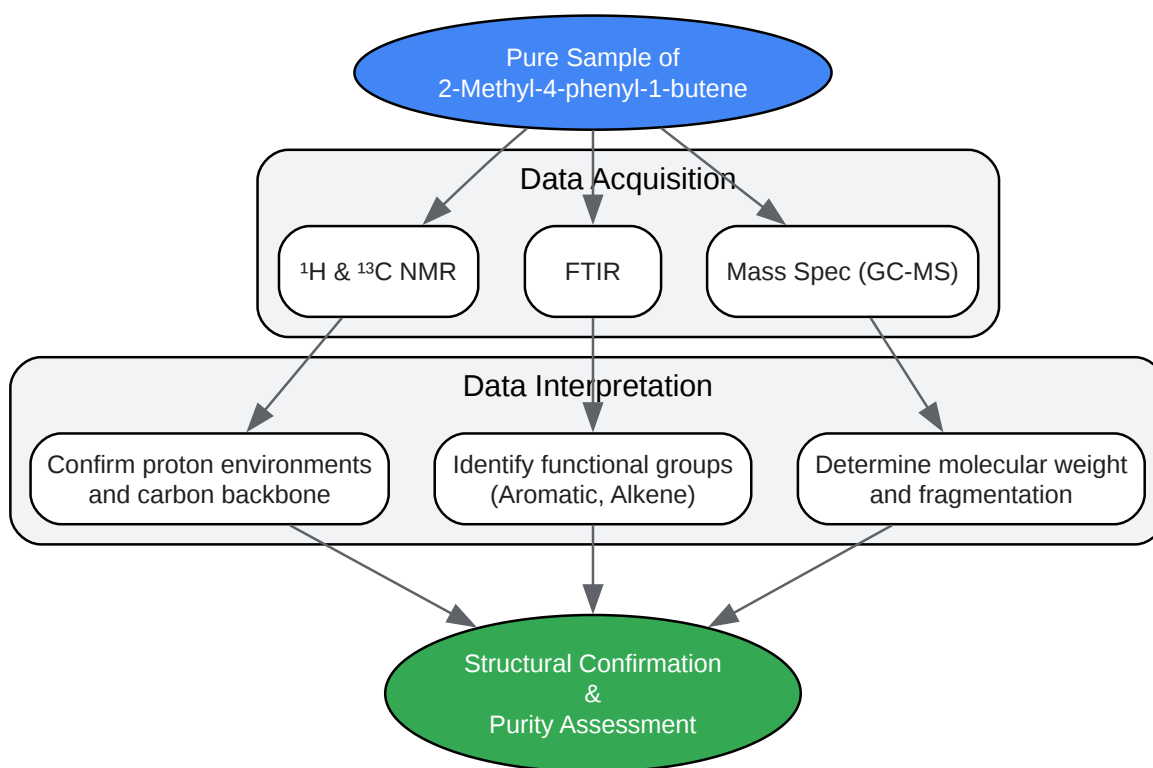 Pure Sample of
2-Methyl-4-phenyl-1-butene
Data Acquisition
¹H & ¹³C NMR
FTIR
Mass Spec (GC-MS)
Data Interpretation
Confirm proton environments
and carbon backbone
Identify functional groups
(Aromatic, Alkene)
Determine molecular weight
and fragmentation
Structural Confirmation
&
Purity Assessment